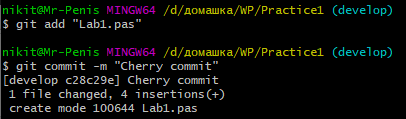 nikit@Mr-Penis MINGW64 /d/домашка/WP/Practice1 (develop)
$ git add "Lab1.pas"
nikit@Mr-Penis MINGW64 /d/домашка/WP/Practice1 (develop)
$ git commit -m "Cherry commit"
[develop c28c29e] Cherry commit
1 file changed, 4 insertions(+)
create mode 100644 Lab1.pas